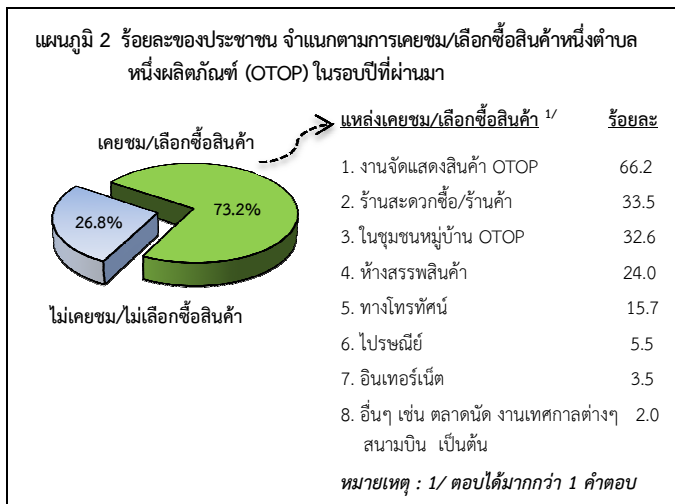 แผนภูมิ 2 ร้อยละของประชาชน จำแนกตามการเคยชม/เลือกซื้อสินค้าหนึ่งตำบล
หนึ่งผลิตภัณฑ์ (OTOP) ในรอบปีที่ผ่านมา
เคยชม/เลือกซื้อสินค้า
73.2%
26.8%
ไม่เคยชม/ไม่เลือกซื้อสินค้า
แหล่งเคยชม/เลือกซื้อสินค้า 1/ ร้อยละ
1. งานจัดแสดงสินค้า OTOP 66.2
2. ร้านสะดวกซื้อ/ร้านค้า 33.5
3. ในชุมชนหมู่บ้าน OTOP 32.6
4. ห้างสรรพสินค้า 24.0
5. ทางโทรทัศน์ 15.7
6. ไปรษณีย์ 5.5
7. อินเทอร์เน็ต 3.5
8. อื่นๆ เช่น ตลาดนัด งานเทศกาลต่างๆ 2.0
สนามบิน เป็นต้น
หมายเหตุ : 1/ ตอบได้มากกว่า 1 คำตอบ